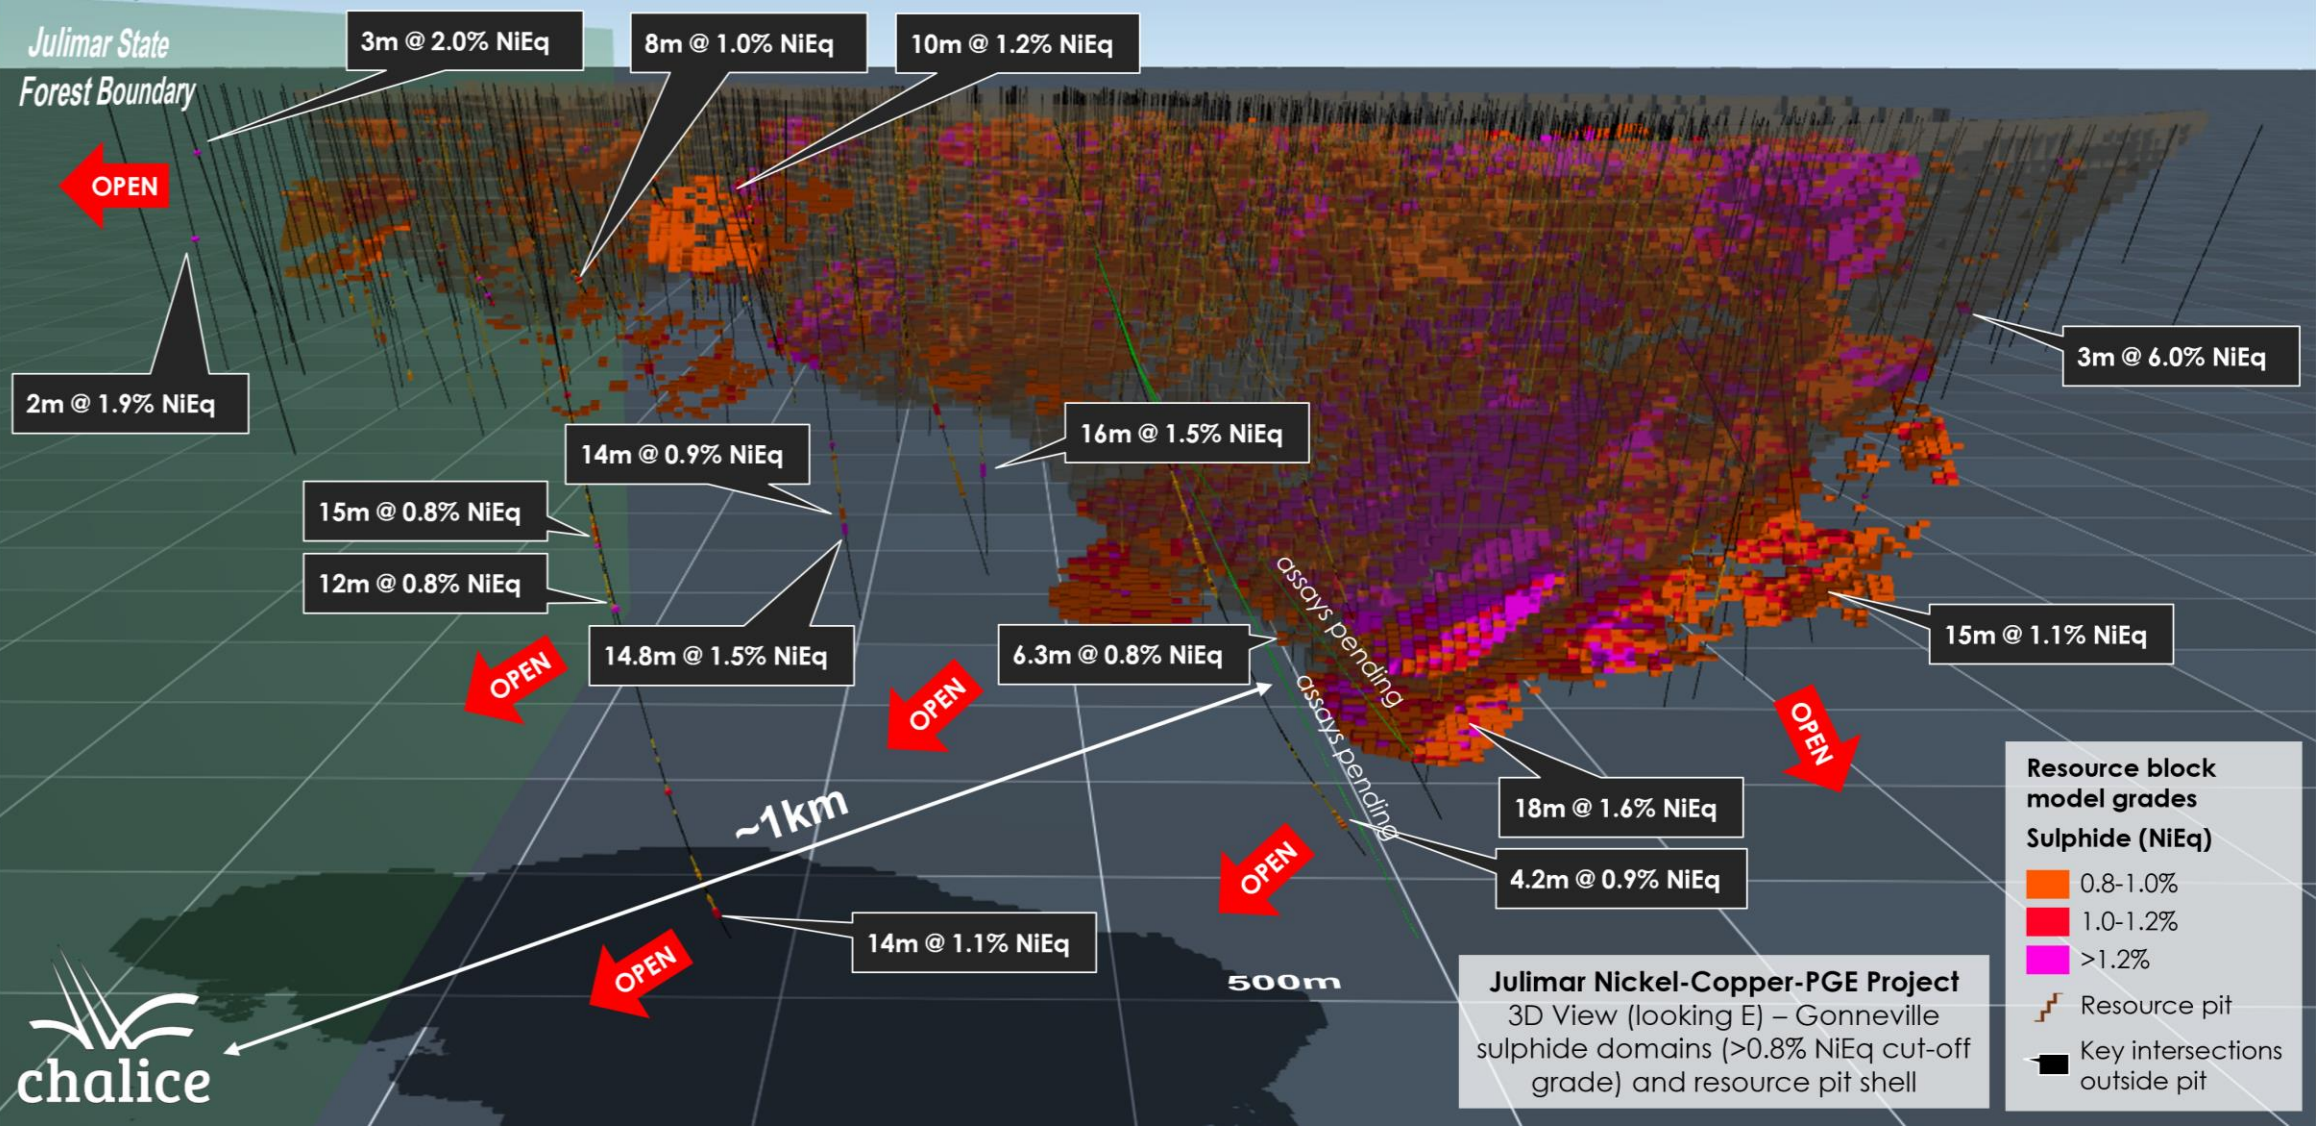 Julimar State
Forest Boundary
3m @ 2.0% NiEq
8m @ 1.0% NiEq
10m @ 1.2% NiEq
OPEN
3m @ 6.0% NiEq
2m @ 1.9% NiEq
14m @ 0.9% NiEq
16m @ 1.5% NiEq
15m @ 0.8% NiEq
12m @ 0.8% NiEq
14.8m @ 1.5% NiEq
6.3m @ 0.8% NiEq
assays pending
assays pending
15m @ 1.1% NiEq
OPEN
OPEN
OPEN
~1km
18m @ 1.6% NiEq
4.2m @ 0.9% NiEq
OPEN
14m @ 1.1% NiEq
OPEN
500m
chalice
Julimar Nickel-Copper-PGE Project
3D View (looking E) – Gonneville
sulphide domains (>0.8% NiEq cut-off
grade) and resource pit shell
Resource block
model grades
Sulphide (NiEq)
0.8-1.0%
1.0-1.2%
>1.2%
Resource pit
Key intersections
outside pit